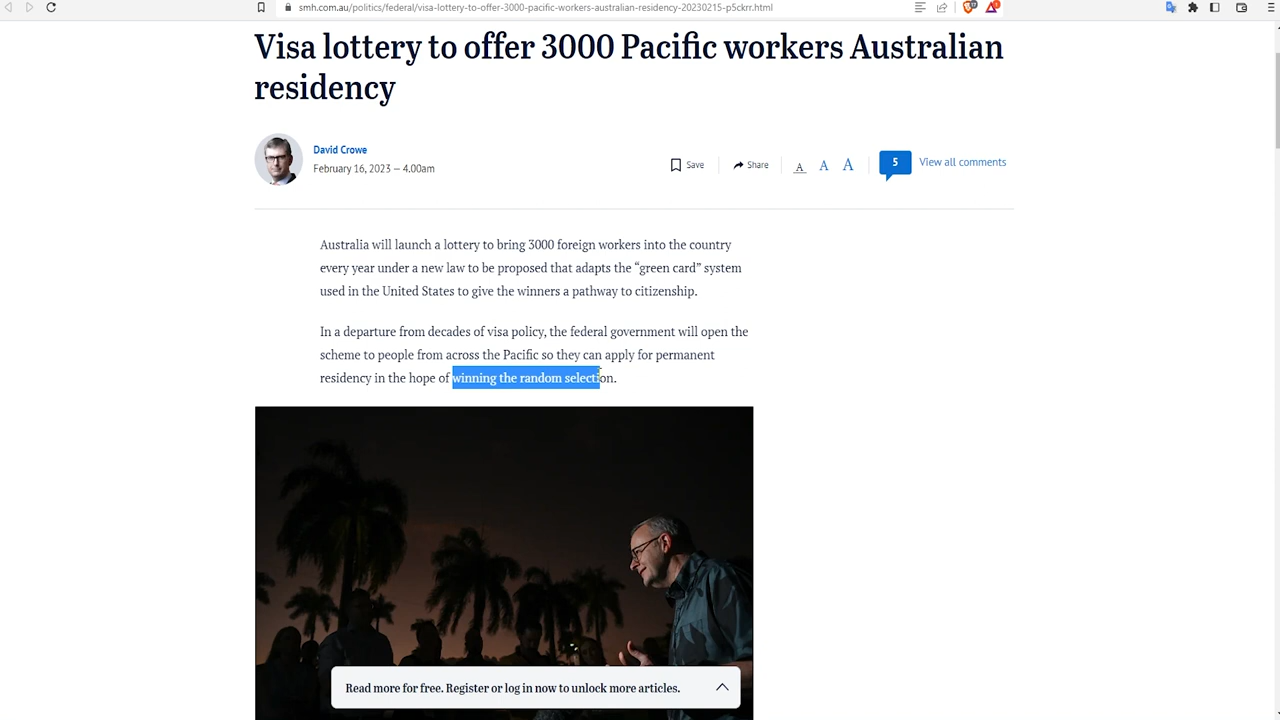 smh.com.au/politics/federal/visa-lottery-to-offer-3000-pacific-workers-australian-residency-20230215-p5ckrr.html
Visa lottery to offer 3000 Pacific workers Australian
residency
David Crowe
February 16, 2023 — 4.00am
Save
Share
A A A
5
View all comments
Australia will launch a lottery to bring 3000 foreign workers into the country
every year under a new law to be proposed that adapts the “green card” system
used in the United States to give the winners a pathway to citizenship.
In a departure from decades of visa policy, the federal government will open the
scheme to people from across the Pacific so they can apply for permanent
residency in the hope of winning the random selection.
Read more for free. Register or log in now to unlock more articles.